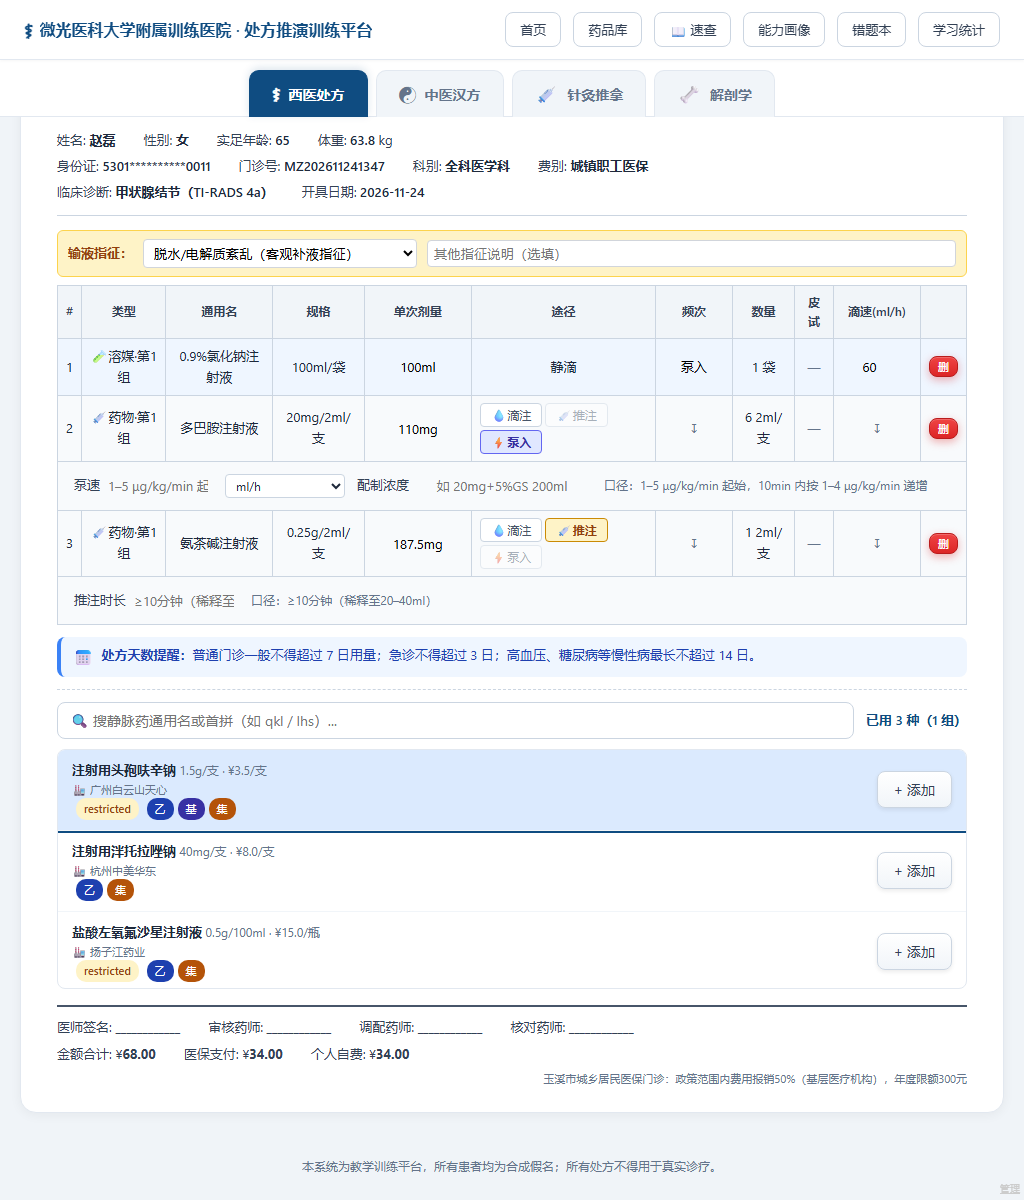 微光医科大学附属训练医院 · 处方推演训练平台
首页
药品库
速查
能力画像
错题本
学习统计
西医处方
中医汉方
针灸推拿
解剖学
姓名: 赵磊 性别: 女 实足年龄: 65 体重: 63.8 kg
身份证: 5301**********0011 门诊号: MZ202611241347 科别: 全科医学科 费别: 城镇职工医保
临床诊断: 甲状腺结节（TI-RADS 4a） 开具日期: 2026-11-24
输液指征： 脱水/电解质紊乱（客观补液指征） 其他指征说明（选填）
# 类型 通用名 规格 单次剂量 途径 频次 数量 皮试 滴速(ml/h)
1 溶媒·第1组 0.9%氯化钠注射液 100ml/袋 100ml 静滴 泵入 1 袋 — 60 删
2 药物·第1组 多巴胺注射液 20mg/2ml/支 110mg 滴注 推注 泵入 ↧ 6 2ml/支 — ↧ 删
泵速 1–5 μg/kg/min 起 ml/h 配制浓度 如 20mg+5%GS 200ml 口径：1–5 μg/kg/min 起始，10min 内按 1–4 μg/kg/min 递增
3 药物·第1组 氨茶碱注射液 0.25g/2ml/支 187.5mg 滴注 推注 泵入 ↧ 1 2ml/支 — ↧ 删
推注时长 ≥10分钟（稀释至 口径：≥10分钟（稀释至20–40ml）
处方天数提醒：普通门诊一般不得超过 7 日用量；急诊不得超过 3 日；高血压、糖尿病等慢性病最长不超过 14 日。
搜静脉药通用名或首拼（如 qkl / lhs）...
已用 3 种（1 组）
注射用头孢呋辛钠 1.5g/支 · ¥3.5/支
广州白云山天心
restricted 乙 基 集
+ 添加
注射用泮托拉唑钠 40mg/支 · ¥8.0/支
杭州中美华东
乙 集
+ 添加
盐酸左氧氟沙星注射液 0.5g/100ml · ¥15.0/瓶
扬子江药业
restricted 乙 集
+ 添加
医师签名: ____________ 审核药师: ____________ 调配药师: ____________ 核对药师: ____________
金额合计: ¥68.00 医保支付: ¥34.00 个人自费: ¥34.00
玉溪市城乡居民医保门诊：政策范围内费用报销50%（基层医疗机构），年度限额300元
本系统为教学训练平台，所有患者均为合成假名；所有处方不得用于真实诊疗。
管理